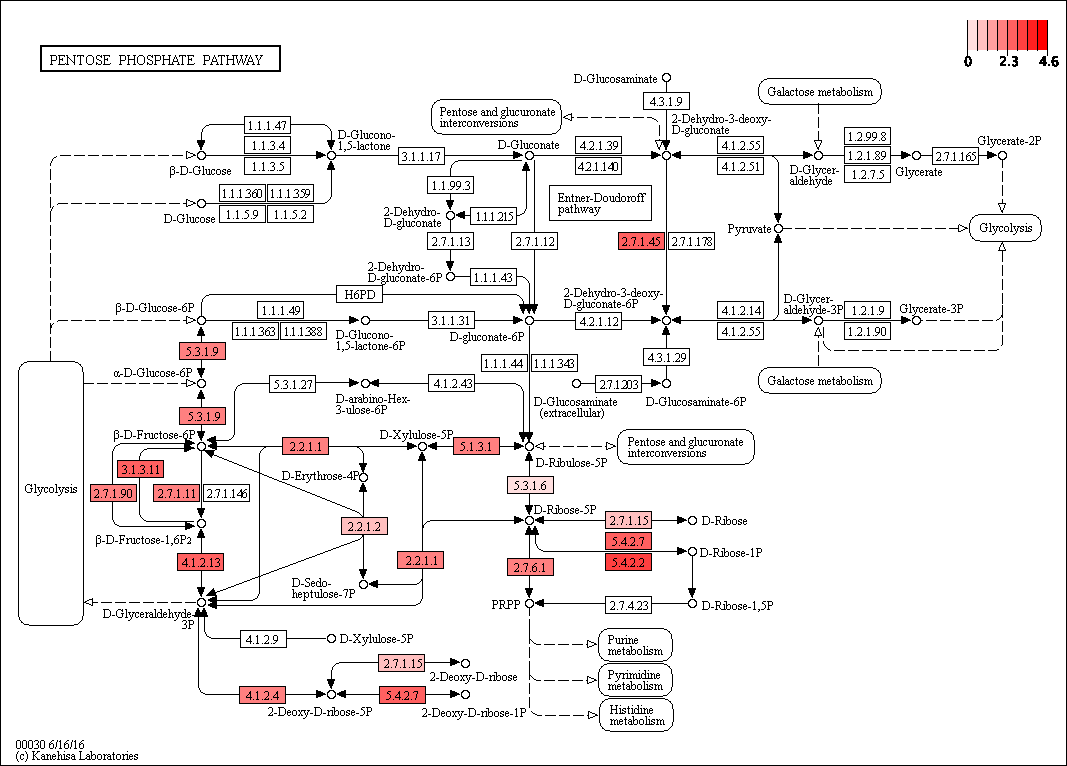 PENTOSE PHOSPHATE PATHWAY
0 2.3 4.6
D-Glucosaminate
4.3.1.9
2-Dehydro-3-deoxy-
D-gluconate
Galactose metabolism
Pentose and glucuronate
interconversions
1.1.1.47
1.1.3.4
1.1.3.5
D-Glucono-
1,5-lactone
β-D-Glucose
3.1.1.17
D-Gluconate
4.2.1.39
4.2.1.140
4.1.2.55
4.1.2.51
D-Glycer-
aldehyde
1.2.99.8
1.2.1.89
1.2.7.5
Glycerate
2.7.1.165
Glycerate-2P
1.1.1.360 1.1.1.359
1.1.5.9 1.1.5.2
D-Glucose
1.1.99.3
2-Dehydro-
D-gluconate
1.1.1.215
Entner-Doudoroff
pathway
2.7.1.13
2.7.1.12
2.7.1.45 2.7.1.178
Pyruvate
Glycolysis
2-Dehydro-
D-gluconate-6P
1.1.1.43
H6PD
2-Dehydro-3-deoxy-
D-gluconate-6P
β-D-Glucose-6P
1.1.1.49
1.1.1.363 1.1.1.388
D-Glucono-
1,5-lactone-6P
3.1.1.31
D-gluconate-6P
4.2.1.12
4.1.2.14
4.1.2.55
D-Glycer-
aldehyde-3P
1.2.1.9
1.2.1.90
Glycerate-3P
5.3.1.9
1.1.1.44 1.1.1.343
4.3.1.29
Glycolysis
α-D-Glucose-6P
5.3.1.27
D-arabino-Hex-
3-ulose-6P
4.1.2.43
2.7.1.203
D-Glucosaminate
(extracellular)
D-Glucosaminate-6P
Galactose metabolism
5.3.1.9
β-D-Fructose-6P
2.2.1.1
D-Xylulose-5P
5.1.3.1
D-Ribulose-5P
Pentose and glucuronate
interconversions
3.1.3.11
D-Erythrose-4P
2.7.1.90 2.7.1.11 2.7.1.146
5.3.1.6
D-Ribose-5P
2.7.1.15
D-Ribose
2.2.1.2
β-D-Fructose-1,6P2
5.4.2.7
5.4.2.2
D-Ribose-1P
4.1.2.13
2.2.1.1
2.7.6.1
D-Sedo-
heptulose-7P
D-Glyceraldehyde-
3P
PRPP
2.7.4.23
D-Ribose-1,5P
4.1.2.9
D-Xylulose-5P
Purine
metabolism
2.7.1.15
2-Deoxy-D-ribose
Pyrimidine
metabolism
4.1.2.4
2-Deoxy-D-ribose-5P
5.4.2.7
2-Deoxy-D-ribose-1P
Histidine
metabolism
00030 6/16/16
(c) Kanehisa Laboratories